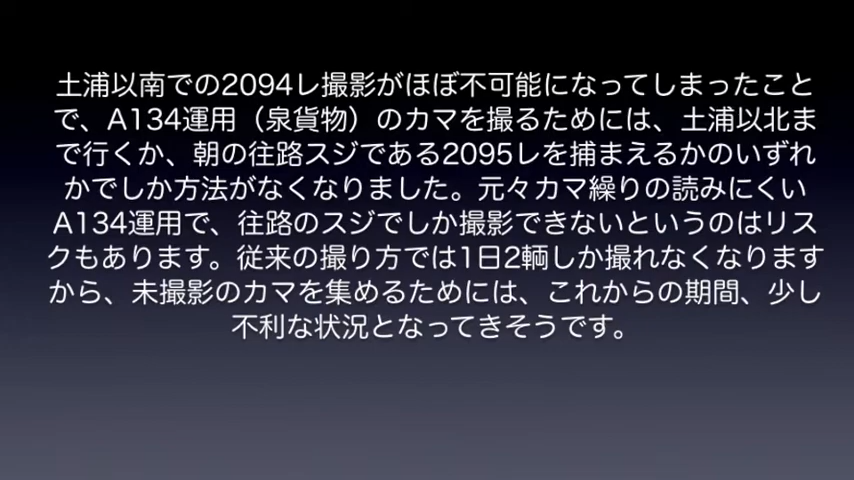 土浦以南での2094レ撮影がほぼ不可能になってしまったこと
で、A134運用（泉貨物）のカマを撮るためには、土浦以北ま
で行くか、朝の往路スジである2095レを捕まえるかのいずれ
かでしか方法がなくなりました。元々カマ繰りの読みにくい
A134運用で、往路のスジでしか撮影できないというのはリス
クもあります。従来の撮り方では1日2輌しか撮れなくなります
から、未撮影のカマを集めるためには、これからの期間、少し
不利な状況となってきそうです。